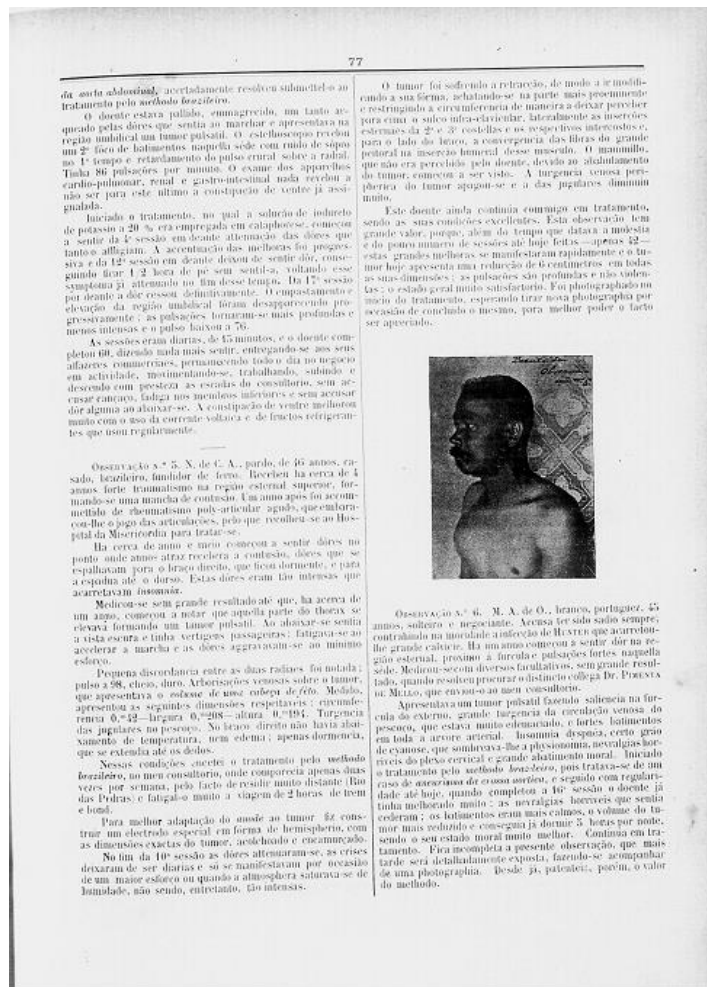 77
da aorta abdominal, acertadamente resolveu submettel-o ao
tratamento pelo methodo brazileiro.
O doente estava pallido, emmagrecido, um tanto ar-
queado pelas dôres que sentia ao marchar e apresentava na
região umbilical um tumor pulsatil. O estethoscopio revelou
um 2º fóco de batimentos naquella séde com ruido de sôpro
no 1º tempo e retardamento do pulso crural sobre a radial.
Tinha 86 pulsações por minuto. O exame dos apparelhos
cardio-pulmonar, renal e gastro-intestinal nada revelou a
não ser para este ultimo a constipação de ventre já assi-
gnalada.
Iniciado o tratamento, no qual a solução de iodureto
de potassio a 20 % era empregada em cataphorese, começou
a sentir da 4ª sessão em deante attenuação das dôres que
tanto o affligiam. A accentuação das melhoras foi progres-
siva e da 12ª sessão em deante deixou de sentir dôr, conse-
guindo ficar 1/2 hora de pé sem sentil-a, voltando esse
symptoma já attenuado no fim desse tempo. Da 17ª sessão
por deante a dôr cessou definitivamente. O empastamento e
elevação da região umbilical fôram desapparecendo pro-
gressivamente ; as pulsações tornaram-se mais profundas e
menos intensas e o pulso baixou a 76.
As sessões eram diarias, de 15 minutos, e o doente com-
pletou 60, dizendo nada mais sentir, entregando-se aos seus
affazeres commerciaes, permanecendo todo o dia no negocio
em actividade, movimentando-se, trabalhando, subindo e
descendo com presteza as escadas do consultorio, sem ac-
cusar cançaço, fadiga nos membros inferiores e sem accusar
dôr alguma ao abaixar-se. A constipação de ventre melhorou
muito com o uso da corrente voltaica e de fructos refrigeran-
tes que usou regularmente.
Observação n.º 5. N. de C. A., pardo, de 46 annos, ca-
sado, brazileiro, fundidor de ferro. Recebeu ha cerca de 4
annos forte traumatismo na região esternal superior, for-
mando-se uma mancha de contusão. Um anno após foi accom-
mettido de rheumatismo poly-articular agudo, que embara-
çou-lhe o jogo das articulações, pelo que recolheu-se ao Hos-
pital da Misericordia para tratar-se.
Ha cerca de anno e meio começou a sentir dôres no
ponto onde annos atraz recebera a contusão, dôres que se
espalhavam para o braço direito, que ficou dormente, e para
a espadua até o dorso. Estas dôres eram tão intensas que
acarretavam insomnia.
Medicou-se sem grande resultado até que, ha acerca de
um anno, começou a notar que aquella parte do thorax se
elevava formando um tumor pulsatil. Ao abaixar-se sentia
a vista escura e tinha vertigens passageiras ; fatigava-se ao
accelerar a marcha e as dôres aggravavam-se ao minimo
esforço.
Pequena discordancia entre as duas radiaes foi notada ;
pulso a 98, cheio, duro. Arborisações venosas sobre o tumor,
que apresentava o volume de uma cabeça de féto. Medido,
apresentou as seguintes dimensões respeitaveis : circumfe-
rencia 0,m42—largura 0,m208—altura 0,m194. Turgencia
das jugulares no pescoço. No braço direito não havia abai-
xamento de temperatura, nem edema ; apenas dormencia,
que se extendia até os dedos.
Nessas condições encetei o tratamento pelo methodo
brazileiro, no meu consultorio, onde comparecia apenas duas
vezes por semana, pelo facto de residir muito distante (Rio
das Pedras) e fatigal-o muito a viagem de 2 horas de trem
e bond.
Para melhor adaptação do anode ao tumor fiz cons-
truir um electrodo especial em fórma de hemispherio, com
as dimensões exactas do tumor, acolchoado e encamurçado.
No fim da 10ª sessão as dôres attenuaram-se, as crises
deixaram de ser diarias e só se manifestavam por occasião
de um maior esforço ou quando a atmosphera saturava-se de
humidade, não sendo, entretanto, tão intensas.
O tumor foi soffrendo a retracção, de modo a ir modifi-
cando a sua fórma, achatando-se na parte mais proeminente
e restringindo a circumferencia de maneira a deixar perceber
para cima o sulco infra-clavicular, lateralmente as inserções
esternaes da 2ª e 3ª costellas e os respectivos intercostos e,
para o lado do braço, a convergencia das fibras do grande
peitoral na inserção humeral desse musculo. O mammillo,
que não era percebido pelo doente, devido ao abahulamento
do tumor, começou a ser visto. A turgencia venosa peri-
pherica do tumor apagou-se e a das jugulares diminuiu
muito.
Este doente ainda continúa commigo em tratamento,
sendo as suas condições excellentes. Esta observação tem
grande valor, porque, além do tempo que datava a molestia
e do pouco numero de sessões até hoje feitas—apenas 42—
estas grandes melhoras se manifestaram rapidamente e o tu-
mor hoje apresenta uma reducção de 6 centimetros em todas
as suas dimensões ; as pulsações são profundas e não violen-
tas ; o estado geral muito satisfactorio. Foi photographado no
inicio do tratamento, esperando tirar nova photographia por
occasião de concluido o mesmo, para melhor poder o facto
ser apreciado.
Observação n.º 6. M. A. de O., branco, portuguez, 45
annos, solteiro e negociante. Accusa ter sido sadio sempre,
contrahindo na mocidade a infecção de Hunter que acarretou-
lhe grande calvicie. Ha um anno começou a sentir dôr na re-
gião esternal, proximo á furcula e pulsações fortes naquella
séde. Medicou-se com diversos facultativos, sem grande resul-
tado, quando resolveu procurar o distincto collega Dr. Pimenta
de Mello, que enviou-o ao meu consultorio.
Apresentava um tumor pulsatil fazendo saliencia na fur-
cula do externo, grande turgencia da circulação venosa do
pescoço, que estava muito edemaciado, e fortes batimentos
em toda a arvore arterial. Insomnia dyspnéa, certo gráo
de cyanose, que sombreava-lhe a physionomia, nevralgias hor-
riveis do plexo cervical e grande abatimento moral. Iniciado
o tratamento pelo methodo brazileiro, pois tratava-se de um
caso de aneurisma da crossa aortica, e seguido com regulari-
dade até hoje, quando completou a 16ª sessão o doente já
tinha melhorado muito : as nevralgias horriveis que sentia
cederam ; os batimentos eram mais calmos, o volume do tu-
mor mais reduzido e conseguia já dormir 5 horas por noite,
sendo o seu estado moral muito melhor. Continúa em tra-
tamento. Fica incompleta a presente observação, que mais
tarde será detalhadamente exposta, fazendo-se acompanhar
de uma photographia. Desde já, patenteia, porém, o valor
do methodo.